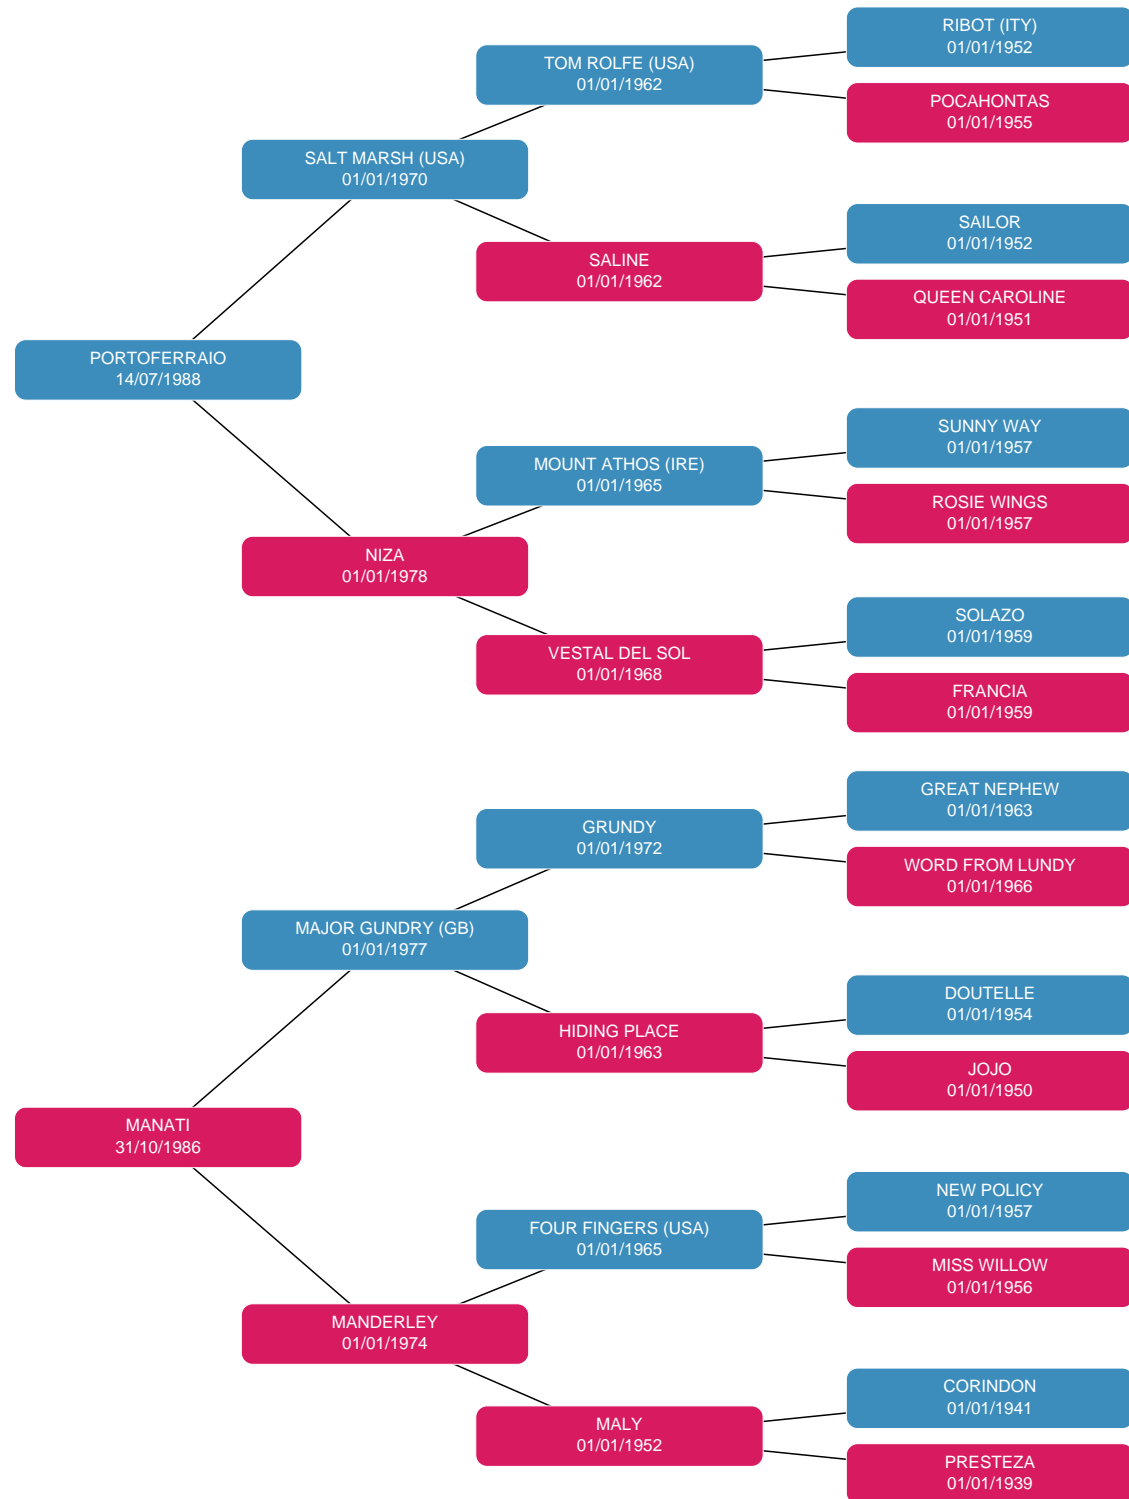 RIBOT (ITY)
01/01/1952
TOM ROLFE (USA)
01/01/1962
POCAHONTAS
01/01/1955
SALT MARSH (USA)
01/01/1970
SAILOR
01/01/1952
SALINE
01/01/1962
QUEEN CAROLINE
01/01/1951
PORTOFERRAIO
14/07/1988
SUNNY WAY
01/01/1957
MOUNT ATHOS (IRE)
01/01/1965
ROSIE WINGS
01/01/1957
NIZA
01/01/1978
SOLAZO
01/01/1959
VESTAL DEL SOL
01/01/1968
FRANCIA
01/01/1959
GREAT NEPHEW
01/01/1963
GRUNDY
01/01/1972
WORD FROM LUNDY
01/01/1966
MAJOR GUNDRY (GB)
01/01/1977
DOUTELLE
01/01/1954
HIDING PLACE
01/01/1963
JOJO
01/01/1950
MANATI
31/10/1986
NEW POLICY
01/01/1957
FOUR FINGERS (USA)
01/01/1965
MISS WILLOW
01/01/1956
MANDERLEY
01/01/1974
CORINDON
01/01/1941
MALY
01/01/1952
PRESTEZA
01/01/1939